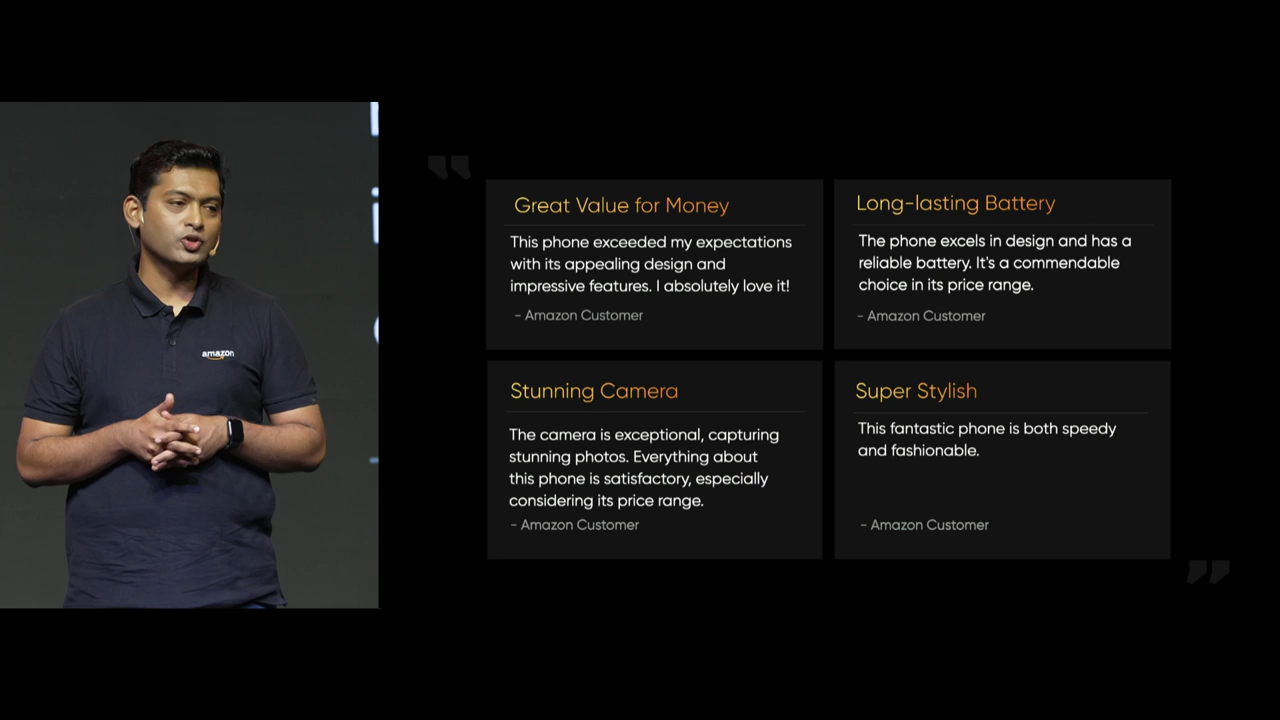 amazon
Great Value for Money
This phone exceeded my expectations
with its appealing design and
impressive features. I absolutely love it!
- Amazon Customer
Long-lasting Battery
The phone excels in design and has a
reliable battery. It's a commendable
choice in its price range.
- Amazon Customer
Stunning Camera
The camera is exceptional, capturing
stunning photos. Everything about
this phone is satisfactory, especially
considering its price range.
- Amazon Customer
Super Stylish
This fantastic phone is both speedy
and fashionable.
- Amazon Customer